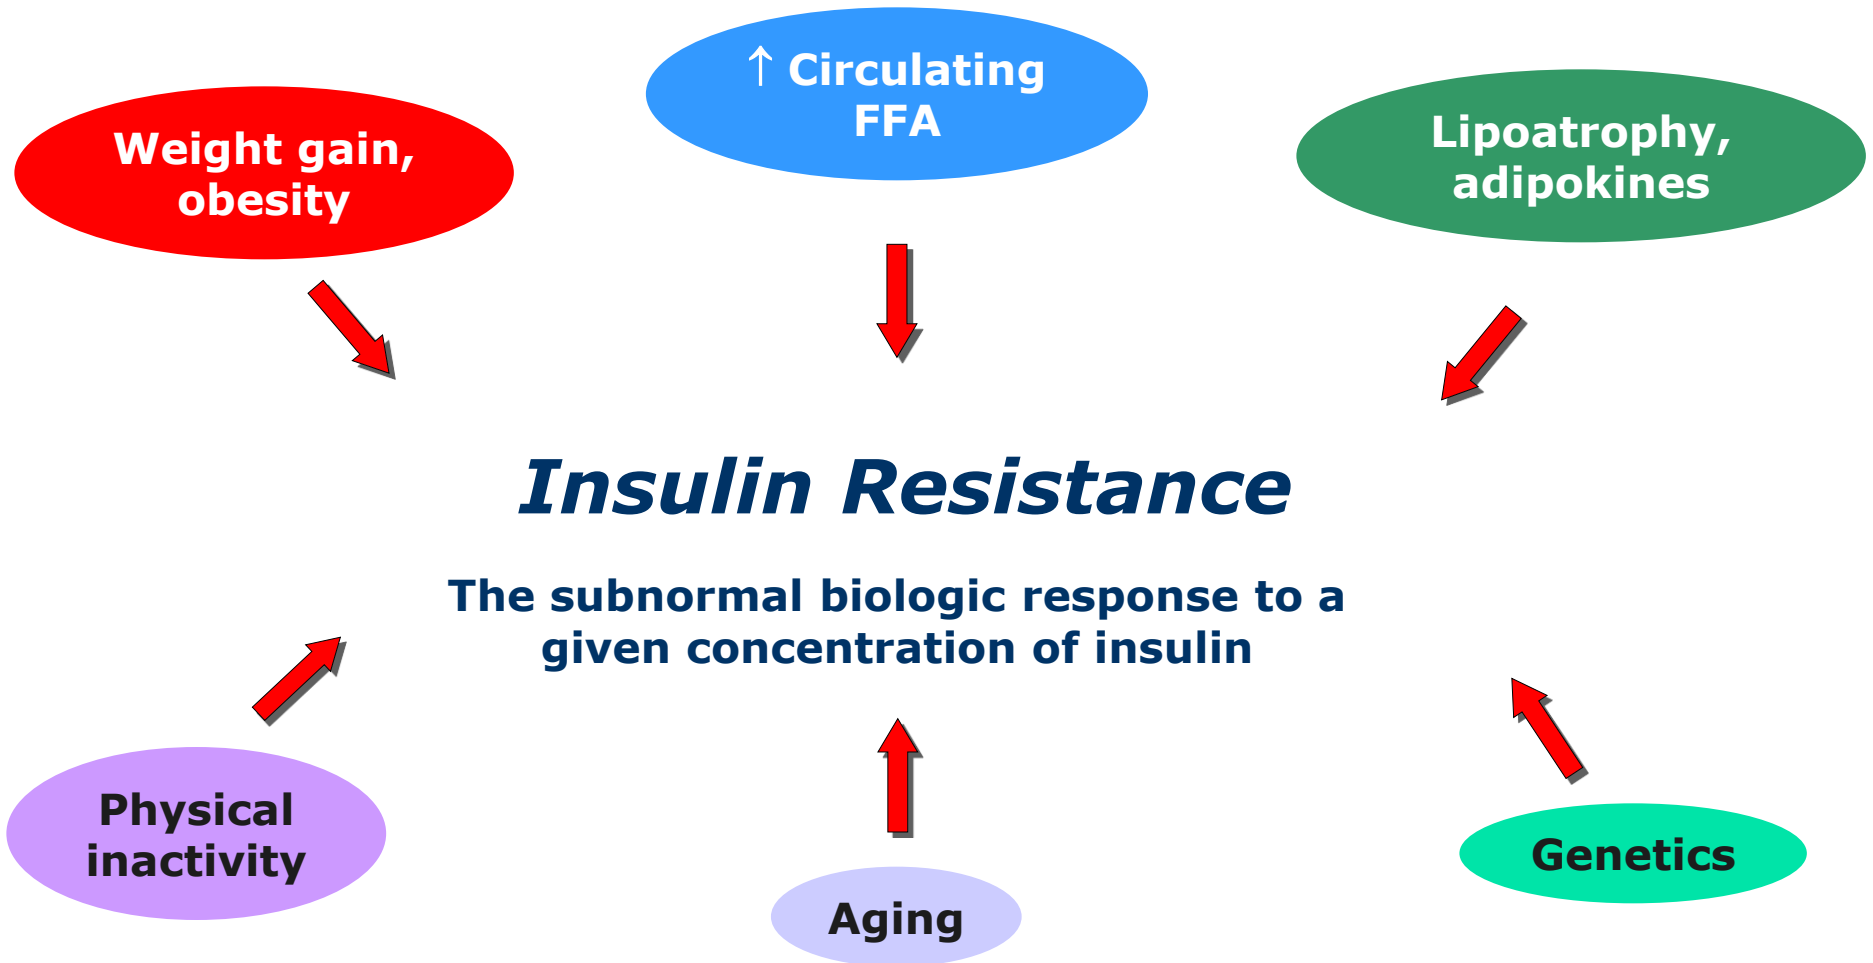 ↑ Circulating
FFA
Weight gain,
obesity
Lipoatrophy,
adipokines
Insulin Resistance
The subnormal biologic response to a
given concentration of insulin
Physical
inactivity
Aging
Genetics